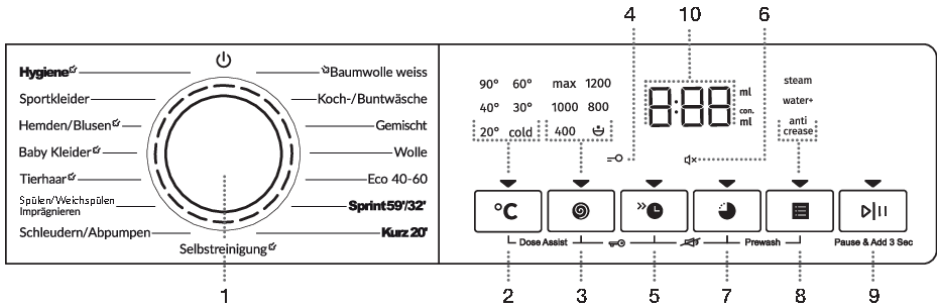 4 10 6
Hygiene
Sportkleider
Hemden/Blusen
Baby Kleider
Tierhaar
Spülen/Weichspülen
Imprägnieren
Schleudern/Abpumpen
Selbstreinigung
Baumwolle weiss
Koch-/Buntwäsche
Gemischt
Wolle
Eco 40-60
Sprint 59'/32'
Kurz 20'
90° 60° max 1200
40° 30° 1000 800
20° cold 400
8:88
ml
con.
ml
steam
water+
anti
crease
°C
Dose Assist
Prewash
Pause & Add 3 Sec
1 2 3 5 7 8 9